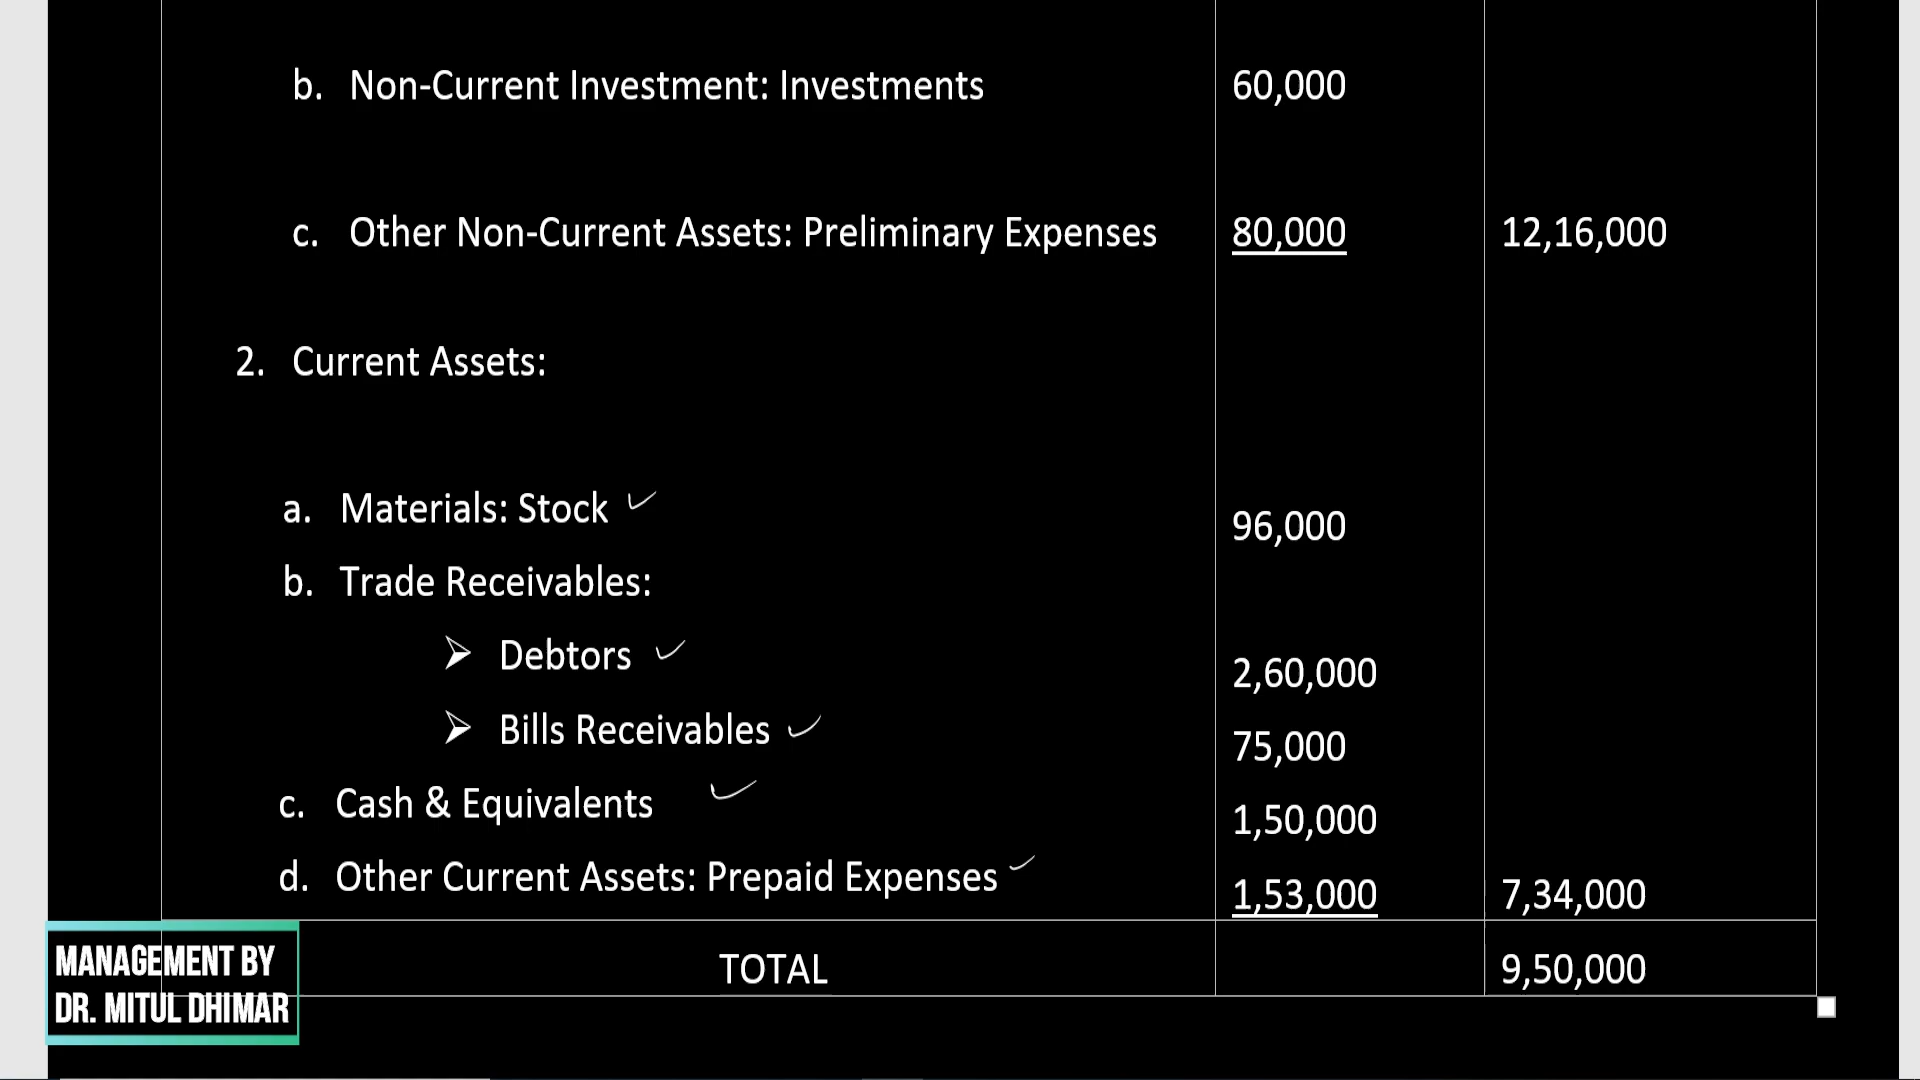 b. Non-Current Investment: Investments 60,000
c. Other Non-Current Assets: Preliminary Expenses 80,000 12,16,000
2. Current Assets:
a. Materials: Stock 96,000
b. Trade Receivables:
Debtors 2,60,000
Bills Receivables 75,000
c. Cash & Equivalents 1,50,000
d. Other Current Assets: Prepaid Expenses 1,53,000 7,34,000
TOTAL 9,50,000
MANAGEMENT BY
DR. MITUL DHIMAR